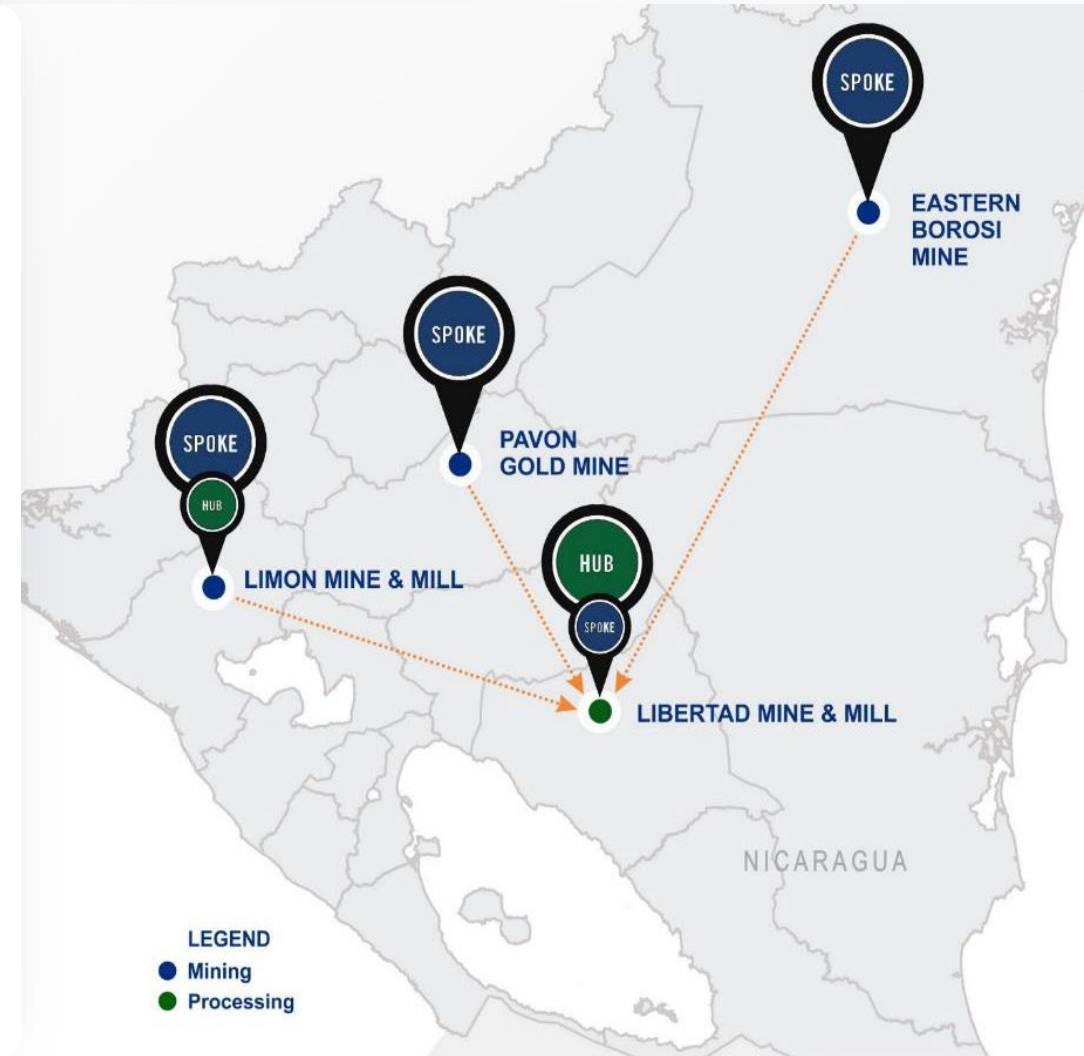 SPOKE
EASTERN
BOROSI
MINE
SPOKE
PAVON
GOLD MINE
SPOKE
HUB
LIMON MINE & MILL
HUB
SPOKE
LIBERTAD MINE & MILL
NICARAGUA
LEGEND
Mining
Processing